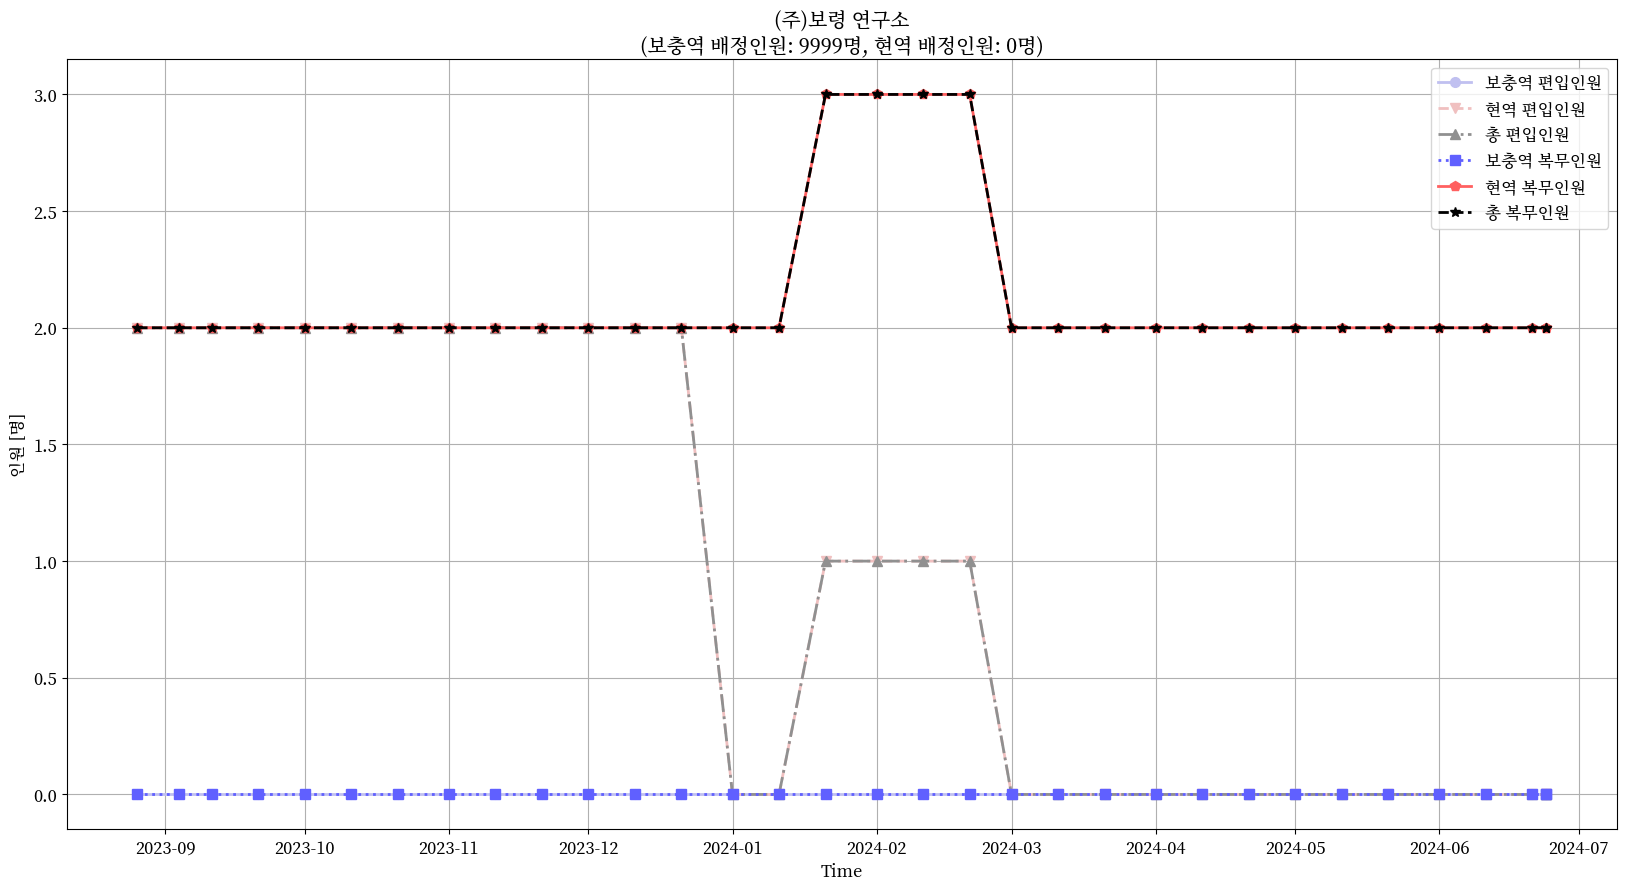 (주)보령 연구소
(보충역 배정인원: 9999명, 현역 배정인원: 0명)
보충역 편입인원
현역 편입인원
총 편입인원
보충역 복무인원
현역 복무인원
총 복무인원
인원 [명]
3.0
2.5
2.0
1.5
1.0
0.5
0.0
2023-09
2023-10
2023-11
2023-12
2024-01
2024-02
2024-03
2024-04
2024-05
2024-06
2024-07
Time